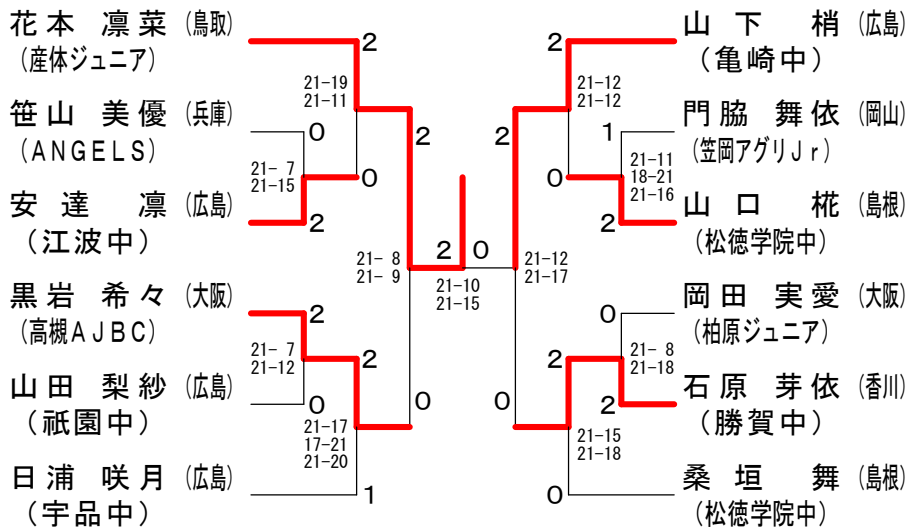 花本 凛菜 (鳥取)
(産体ジュニア)
笹山 美優 (兵庫)
(ANGELS)
安達 凛 (広島)
(江波中)
黒岩 希々 (大阪)
(高槻AJBC)
山田 梨紗 (広島)
(祇園中)
日浦 咲月 (広島)
(宇品中)
2
21-19
21-11
0
21- 7
21-15
0
2
2
21- 7
21-12
2
0
21-17
17-21
21-20
1
2
21- 8
21- 9
0
2
0
21-10
21-15
2
21-12
21-17
0
2
21-12
21-12
1
0
21-11
18-21
21-16
2
0
2
21- 8
21-18
2
21-15
21-18
0
山下 梢 (広島)
(亀崎中)
門脇 舞依 (岡山)
(笠岡アグリJr)
山口 椛 (島根)
(松徳学院中)
岡田 実愛 (大阪)
(柏原ジュニア)
石原 芽依 (香川)
(勝賀中)
桑垣 舞 (島根)
(松徳学院中)